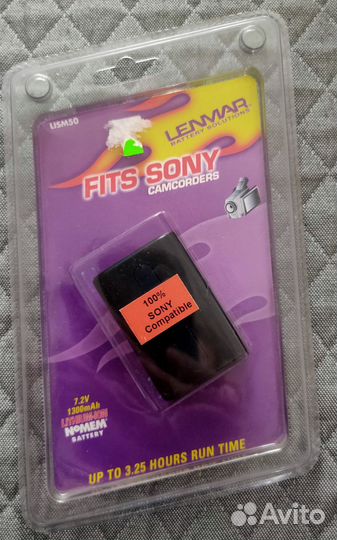 LISM50
LENMAR
BATTERY SOLUTIONS
FITS SONY
CAMCORDERS
100%
SONY
Compatible
7.2V
1300mAh
LITHIUM-ION
NOMEM
BATTERY
UP TO 3.25 HOURS RUN TIME
Avito